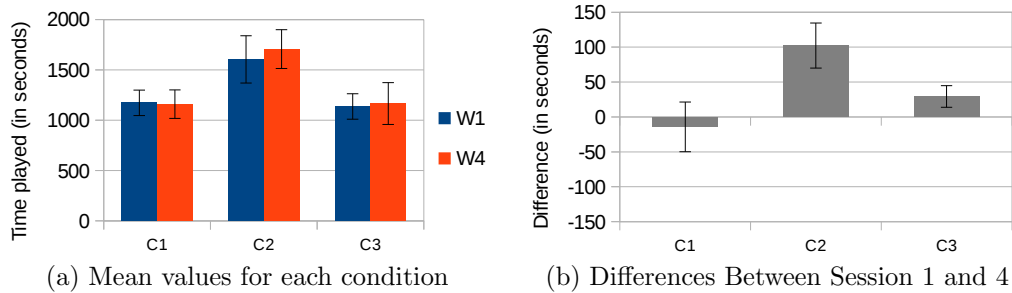 Time played (in seconds)
2000
1500
1000
500
0
C1 C2 C3
W1
W4
(a) Mean values for each condition
Difference (in seconds)
150
100
50
0
-50
-100
-150
C1 C2 C3
(b) Differences Between Session 1 and 4